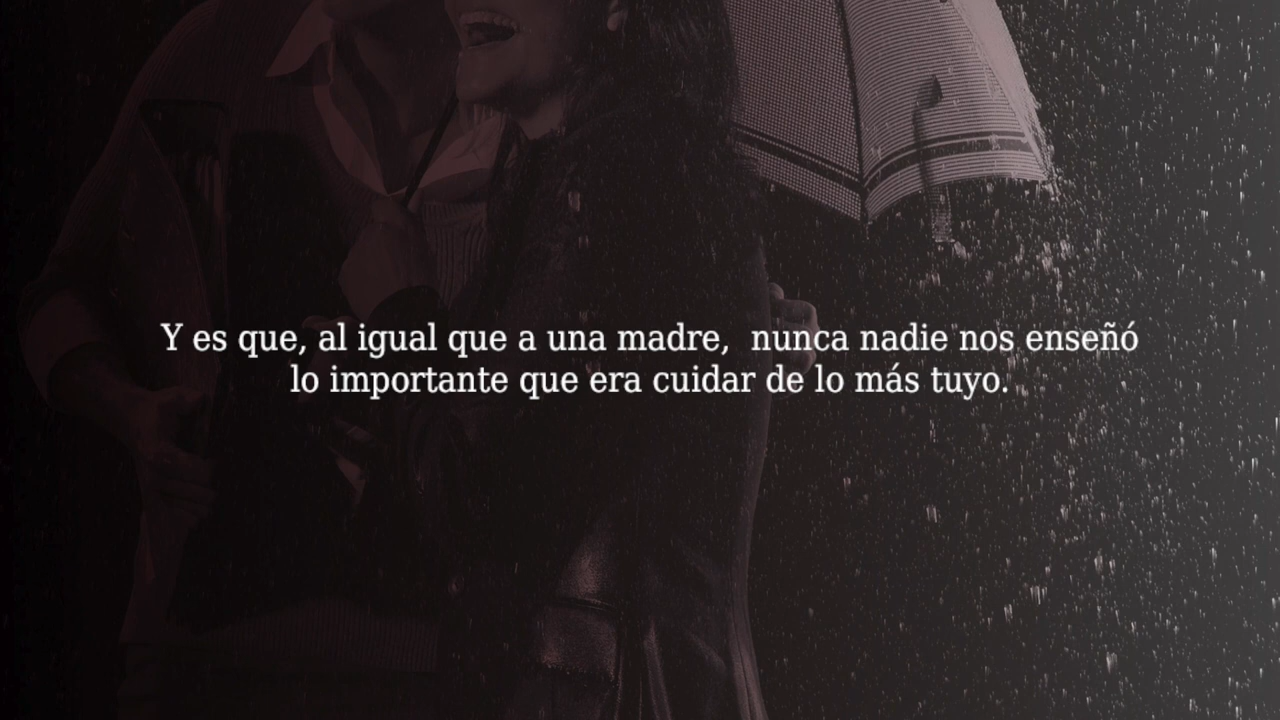 Y es que, al igual que a una madre,  nunca nadie nos enseñó
lo importante que era cuidar de lo más tuyo.